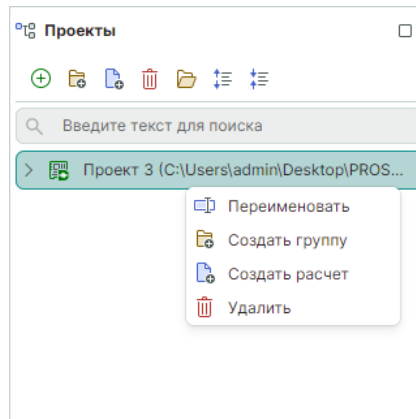 Проекты
Введите текст для поиска
Проект 3 (C:\Users\admin\Desktop\PROS...
Переименовать
Создать группу
Создать расчет
Удалить